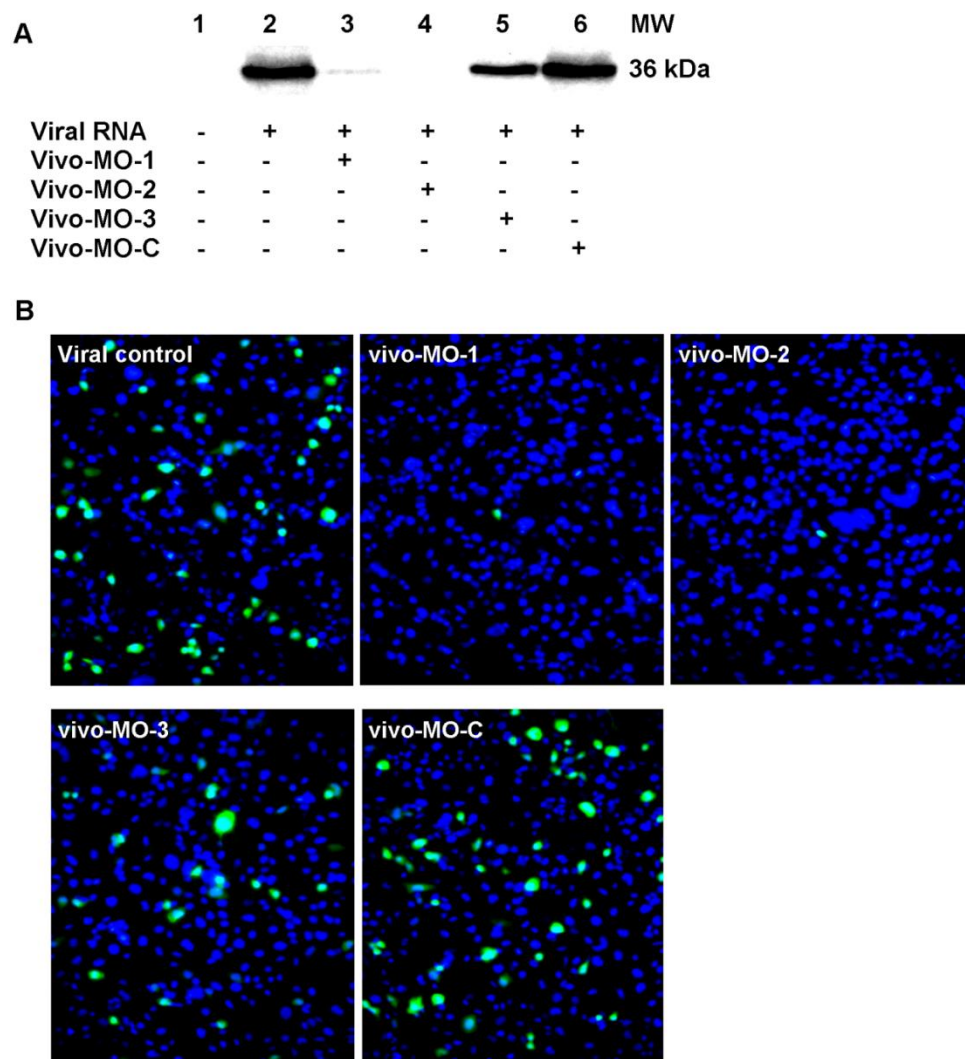 A
1 2 3 4 5 6 MW
36 kDa
Viral RNA - + + + + +
Vivo-MO-1 - - + - - -
Vivo-MO-2 - - - + - -
Vivo-MO-3 - - - - + -
Vivo-MO-C - - - - - +
B
Viral control vivo-MO-1 vivo-MO-2
vivo-MO-3 vivo-MO-C